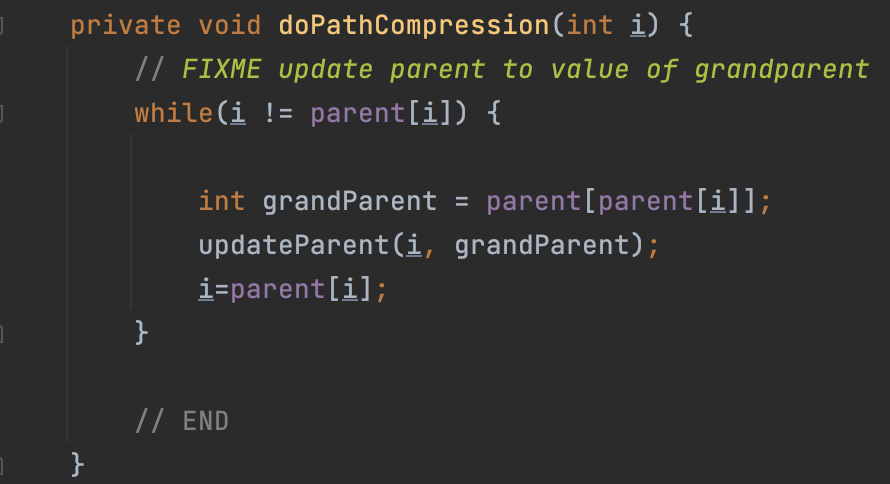 private void doPathCompression(int i) {
// FIXME update parent to value of grandparent
while(i != parent[i]) {
int grandParent = parent[parent[i]];
updateParent(i, grandParent);
i=parent[i];
}
// END
}